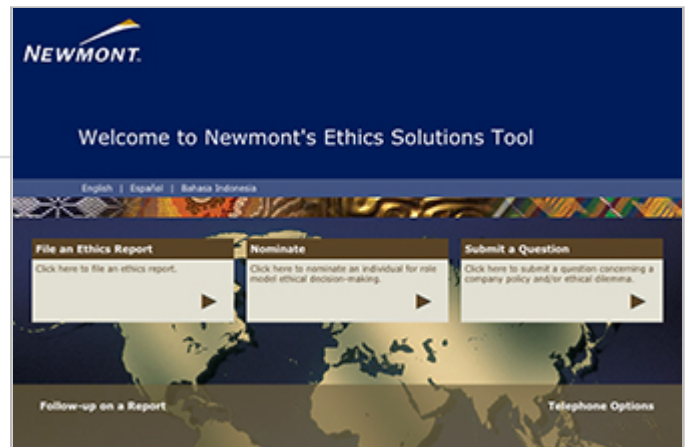 NEWMONT.
Welcome to Newmont's Ethics Solutions Tool
English | Español | Bahasa Indonesia
File an Ethics Report
Click here to file an ethics report.
Nominate
Click here to nominate an individual for role
model ethical decision-making.
Submit a Question
Click here to submit a question concerning a
company policy and/or ethical dilemma.
Follow-up on a Report
Telephone Options